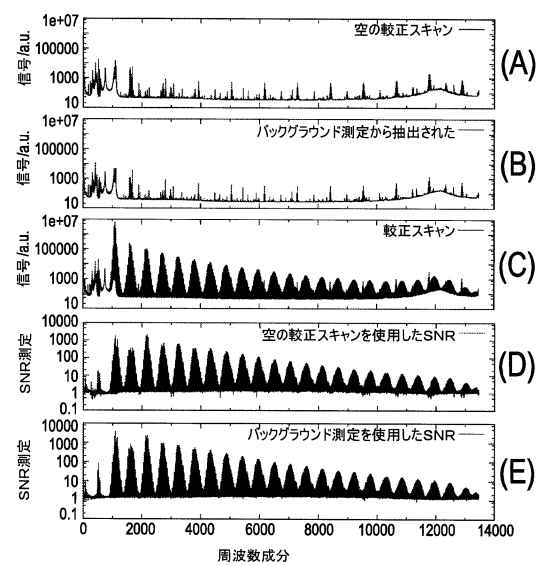 1e+07
100000
1000
10
信号/a.u.
空の較正スキャン
(A)
1e+07
100000
1000
10
信号/a.u.
バックグラウンド測定から抽出された
(B)
1e+07
100000
1000
10
信号/a.u.
較正スキャン
(C)
10000
1000
100
10
1
0.1
SNR測定
空の較正スキャンを使用したSNR
(D)
10000
1000
100
10
1
0.1
SNR測定
バックグラウンド測定を使用したSNR
(E)
0 2000 4000 6000 8000 10000 12000 14000
周波数成分